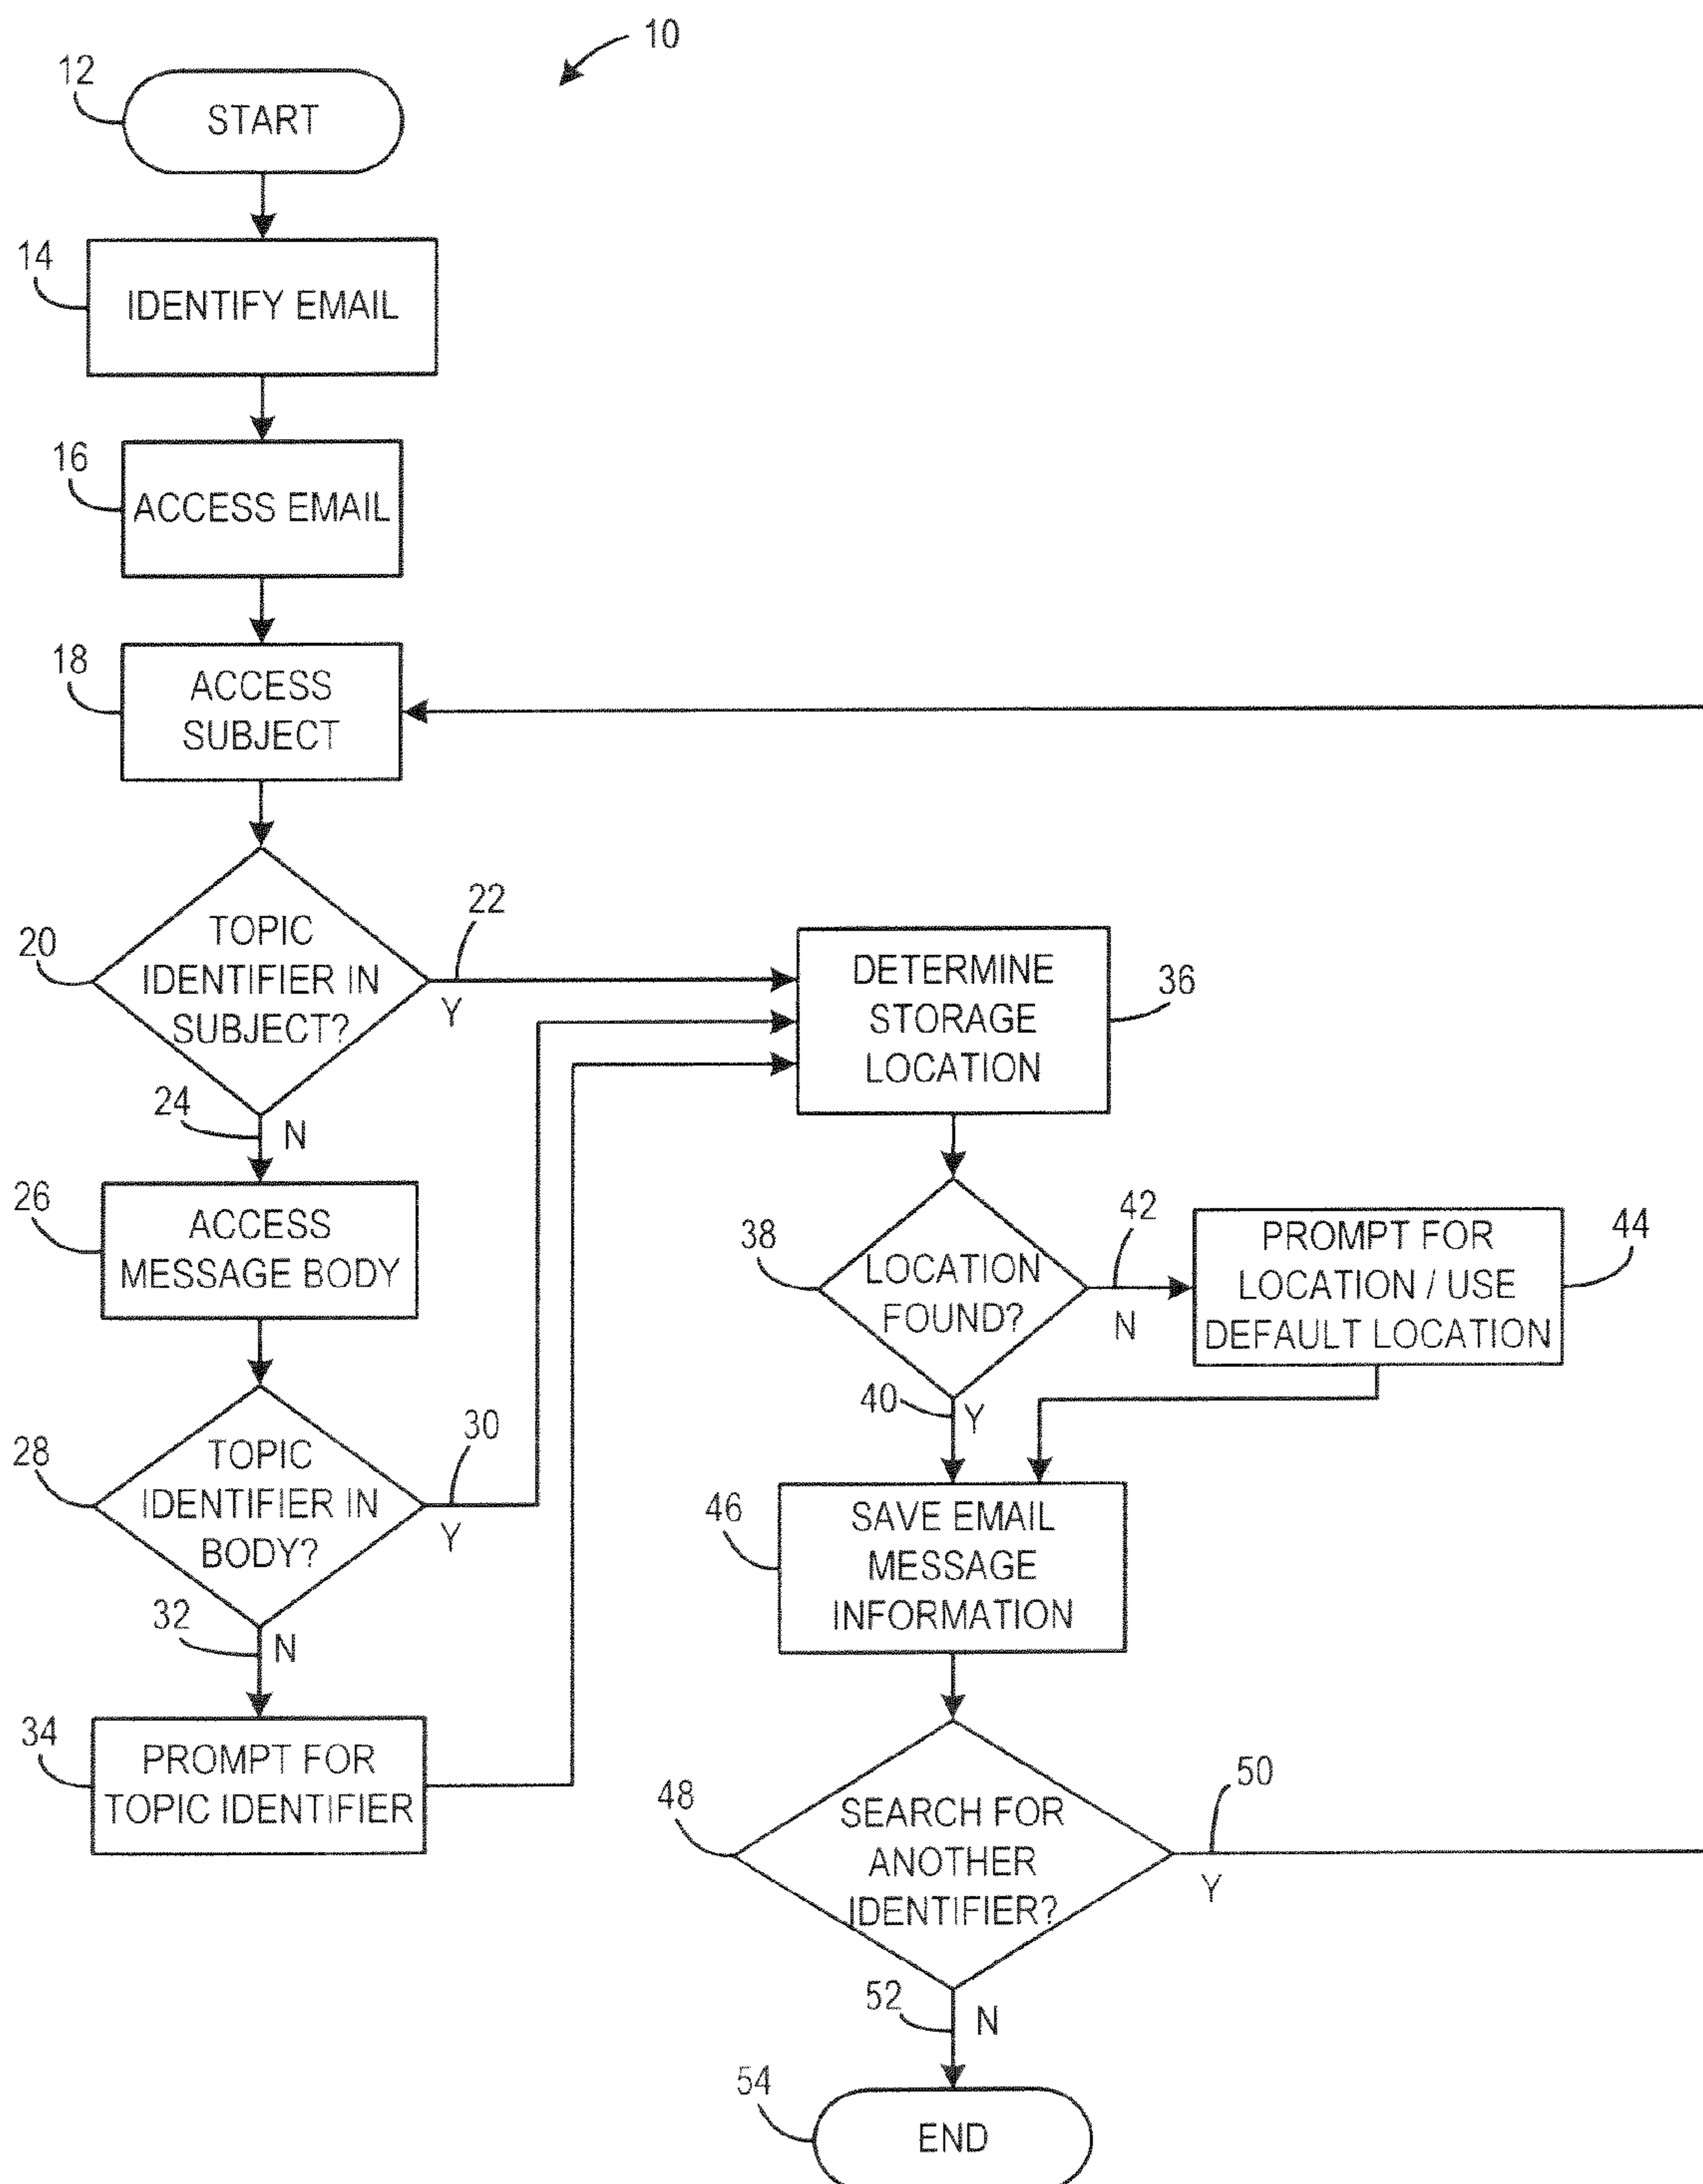 10
12
START
14
IDENTIFY EMAIL
16
ACCESS EMAIL
18
ACCESS
SUBJECT
20
TOPIC
IDENTIFIER IN
SUBJECT?
22
Y
24
N
26
ACCESS
MESSAGE BODY
28
TOPIC
IDENTIFIER IN
BODY?
30
Y
32
N
34
PROMPT FOR
TOPIC IDENTIFIER
DETERMINE
STORAGE
LOCATION
36
38
LOCATION
FOUND?
42
N
PROMPT FOR
LOCATION / USE
DEFAULT LOCATION
44
40
Y
46
SAVE EMAIL
MESSAGE
INFORMATION
48
SEARCH FOR
ANOTHER
IDENTIFIER?
50
Y
52
N
54
END